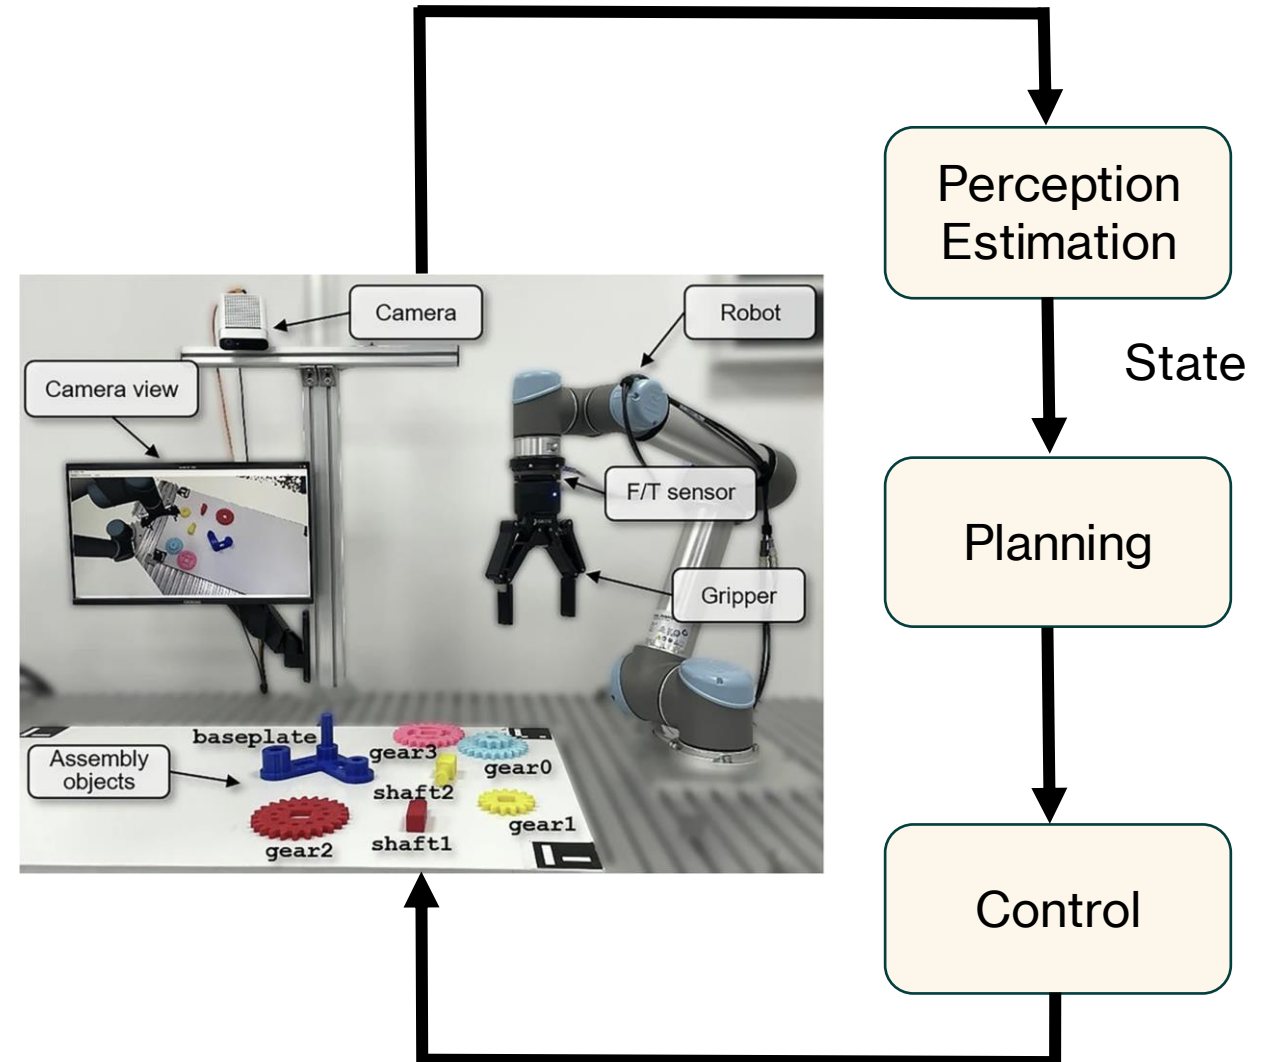 Perception
Estimation
State
Planning
Control
Camera
Robot
Camera view
F/T sensor
Gripper
Assembly
objects
baseplate
gear3
gear0
shaft2
gear1
shaft1
gear2